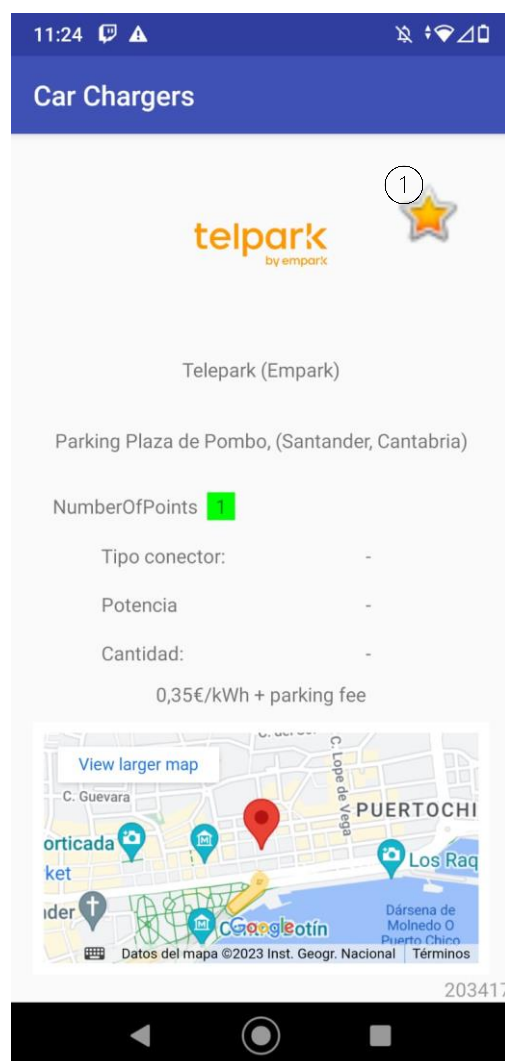 11:24
Car Chargers
1
telpark
by empark
Telepark (Empark)
Parking Plaza de Pombo, (Santander, Cantabria)
NumberOfPoints 1
Tipo conector: -
Potencia -
Cantidad: -
0,35€/kWh + parking fee
View larger map
C. Guevara
C. Lope de Vega
PUERTOCHI
orticada
ket
Los Raq
ider
Google
otín
Dársena de
Molnedo O
Puerto Chico
Datos del mapa ©2023 Inst. Geogr. Nacional Términos
203417